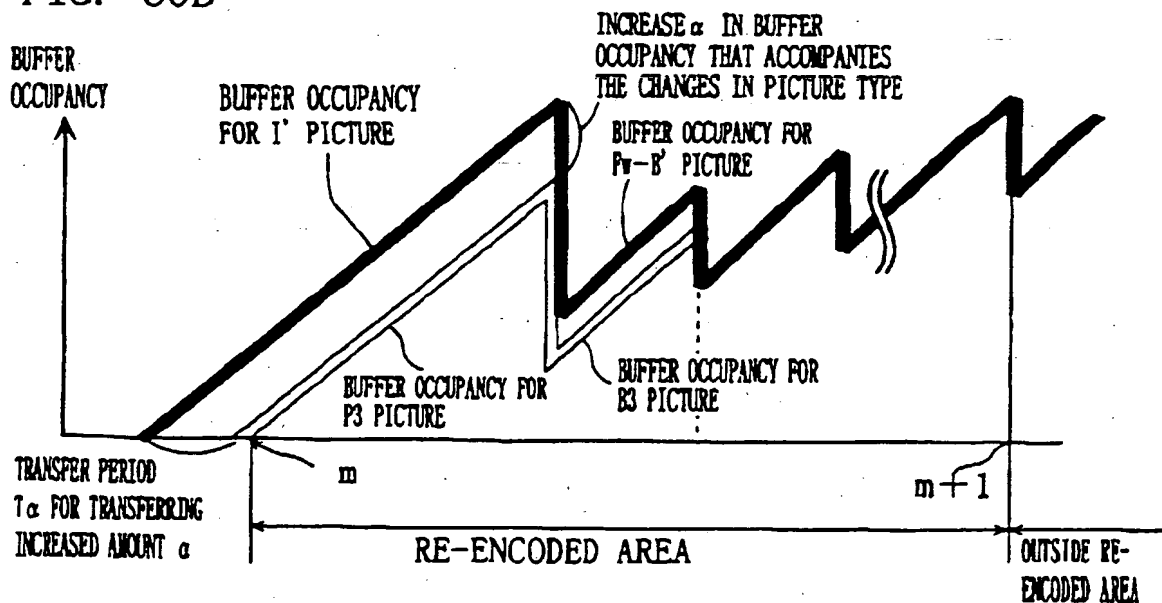 FIG.
BUFFER
OCCUPANCY
BUFFER OCCUPANCY
FOR I' PICTURE
INCREASE α IN BUFFER
OCCUPANCY THAT ACCOMPANIES
THE CHANGES IN PICTURE TYPE
BUFFER OCCUPANCY FOR
Pw-B' PICTURE
BUFFER OCCUPANCY FOR
P3 PICTURE
BUFFER OCCUPANCY FOR
B3 PICTURE
TRANSFER PERIOD
Tα FOR TRANSFERRING
INCREASED AMOUNT α
m
m+1
RE-ENCODED AREA
OUTSIDE RE-
ENCODED AREA